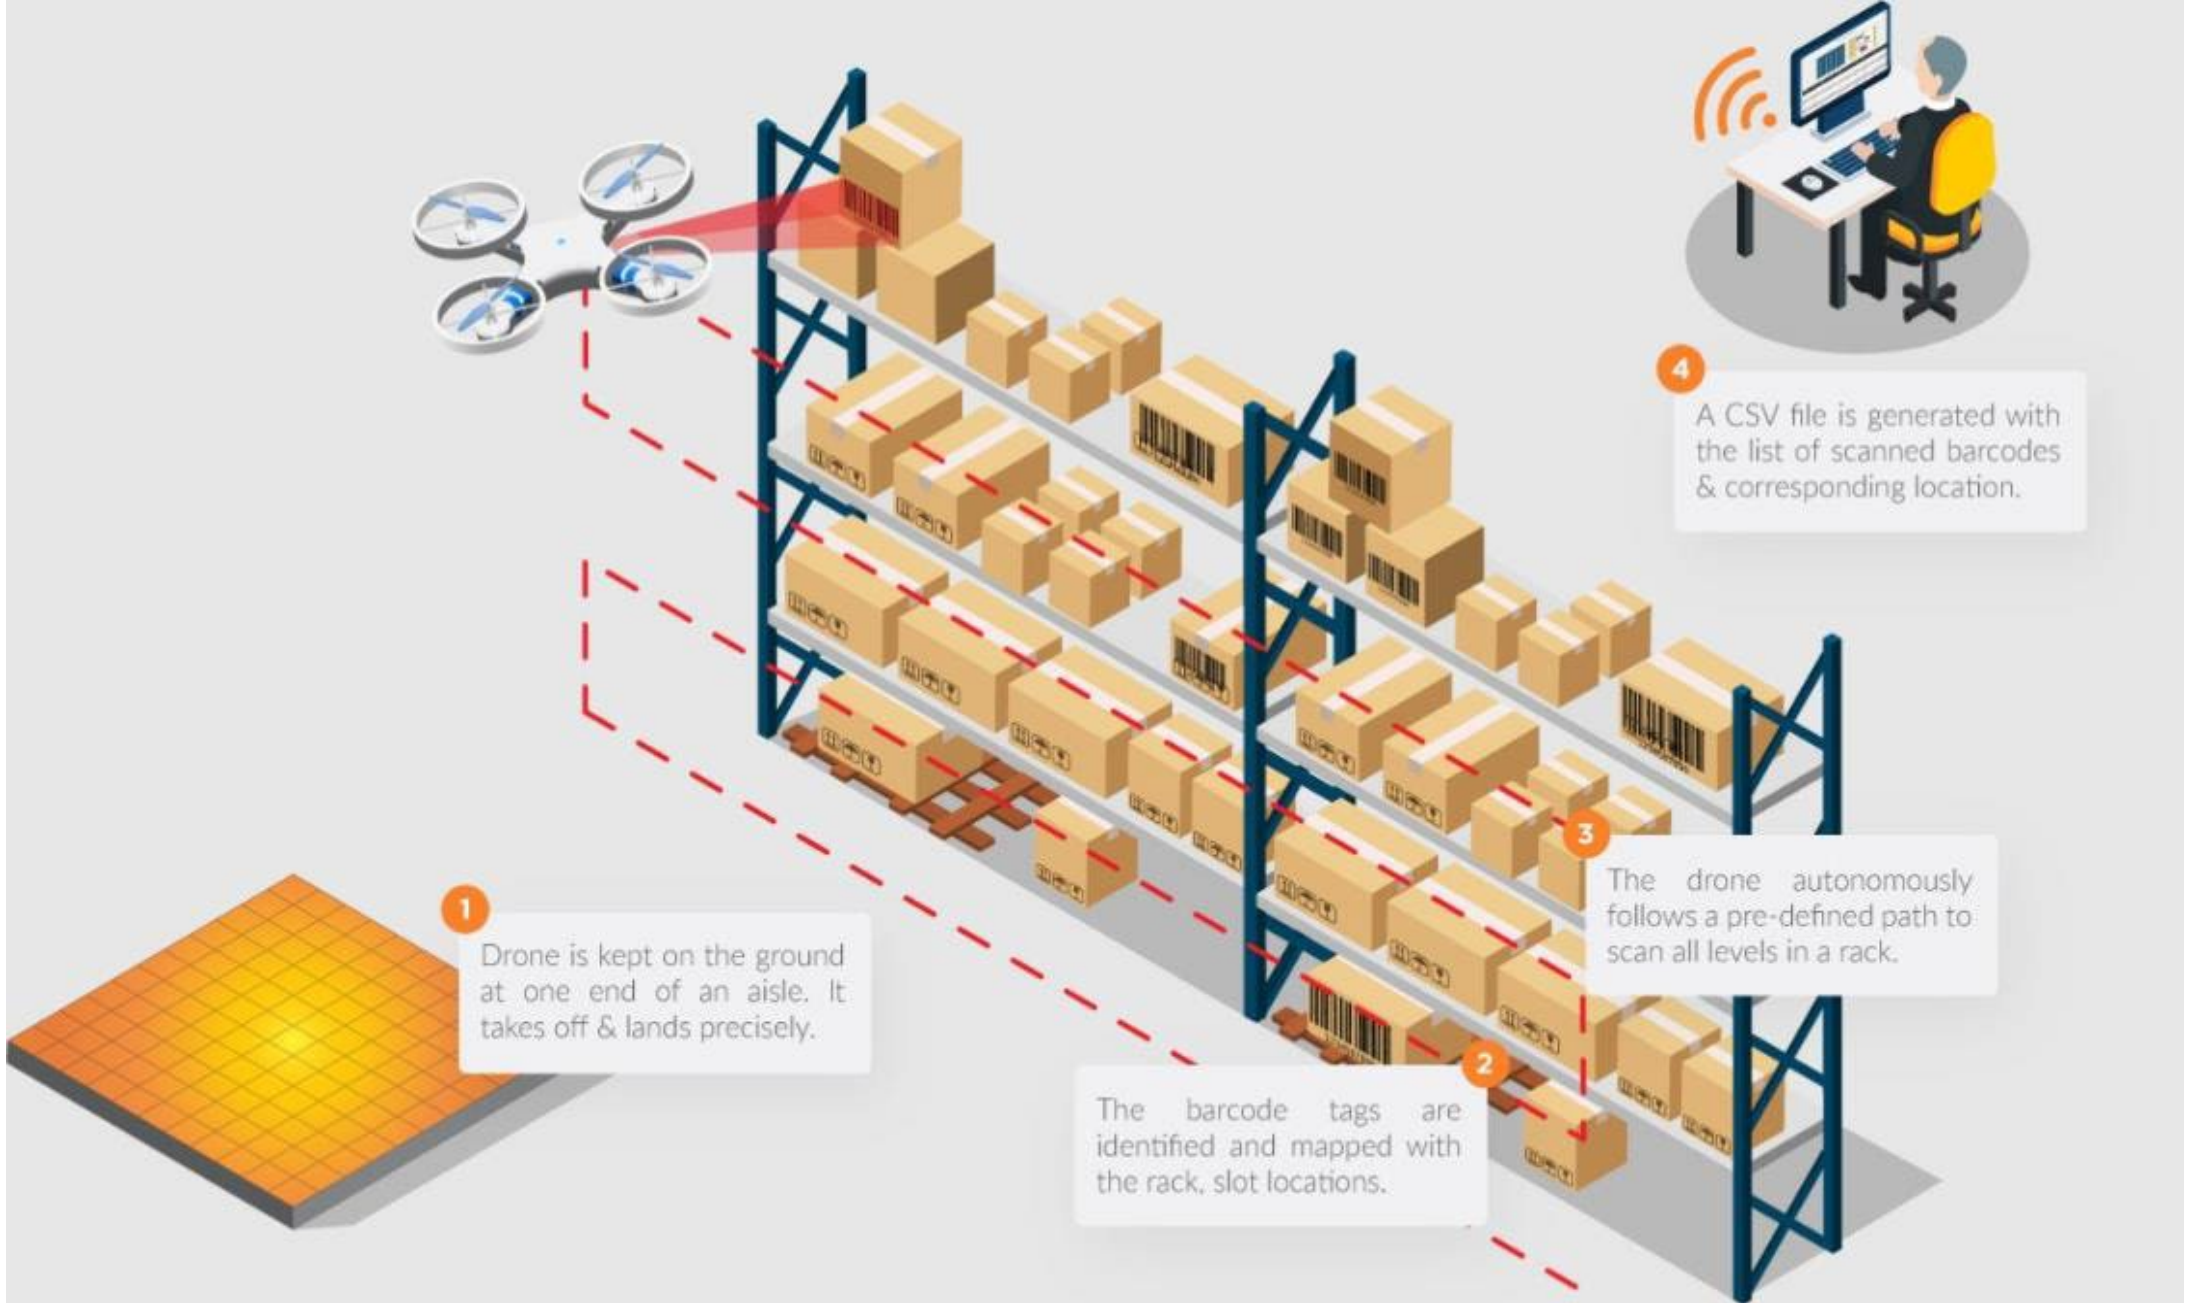 1
Drone is kept on the ground
at one end of an aisle. It
takes off & lands precisely.
2
The barcode tags are
identified and mapped with
the rack, slot locations.
3
The drone autonomously
follows a pre-defined path to
scan all levels in a rack.
4
A CSV file is generated with
the list of scanned barcodes
& corresponding location.